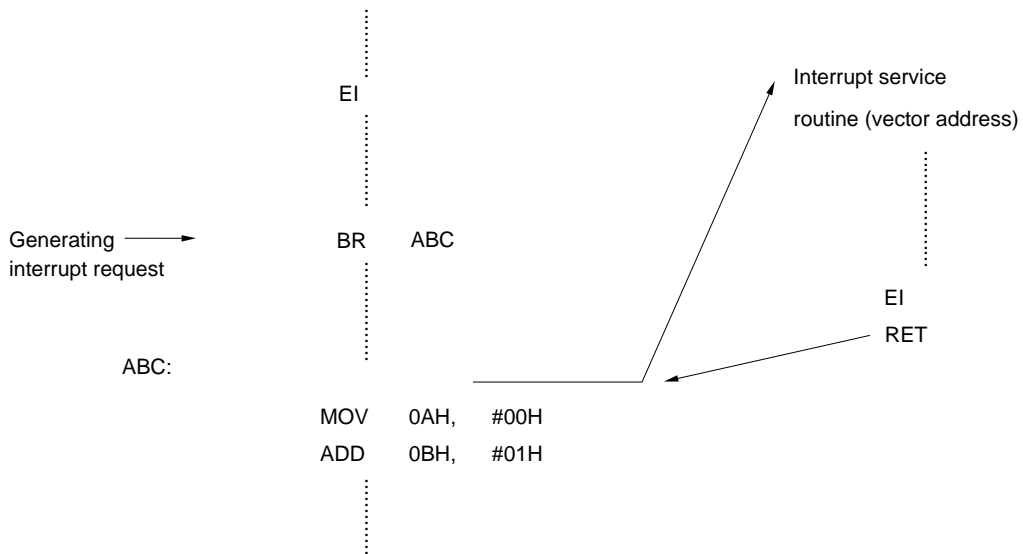 EI
Interrupt service
routine (vector address)
Generating
interrupt request
BR ABC
EI
RET
ABC:
MOV 0AH, #00H
ADD 0BH, #01H